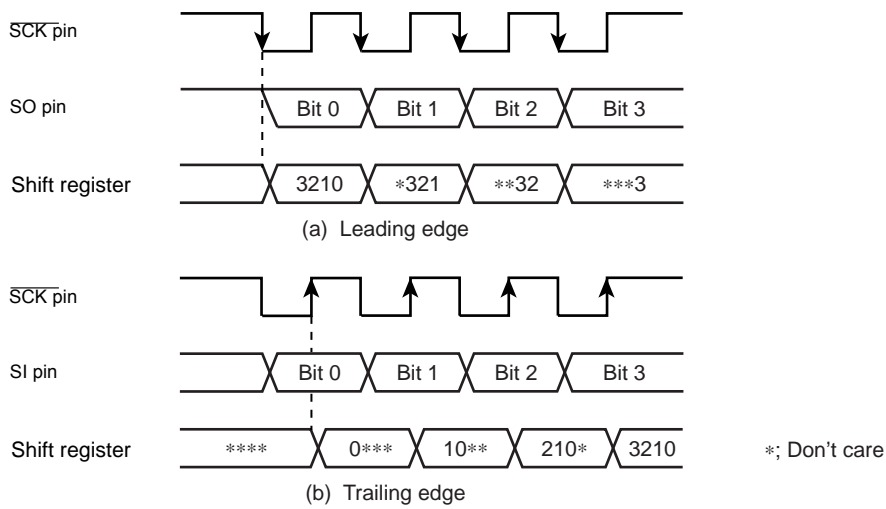 SCK pin
SO pin Bit 0 Bit 1 Bit 2 Bit 3
Shift register 3210 *321 **32 ***3
(a) Leading edge
SCK pin
SI pin Bit 0 Bit 1 Bit 2 Bit 3
Shift register **** 0*** 10** 210* 3210 *; Don't care
(b) Trailing edge